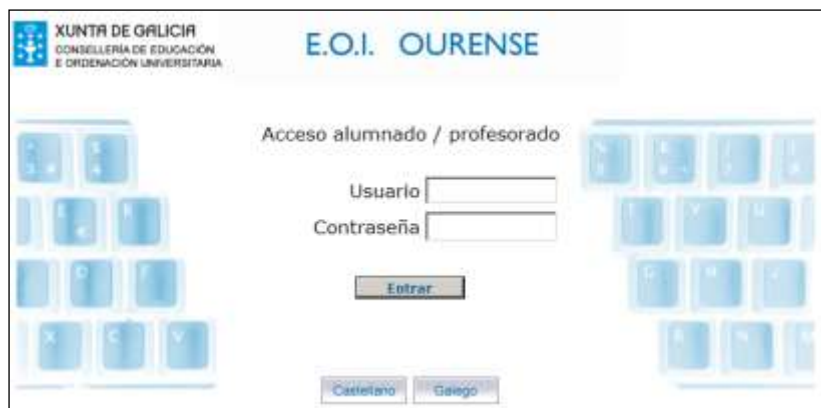 XUNTA DE GALICIA
CONSELLERÍA DE EDUCACIÓN
E ORDENACIÓN UNIVERSITARIA
E.O.I. OURENSE
Acceso alumnado / profesorado
Usuario
Contraseña
Entrar
Castellano
Galego